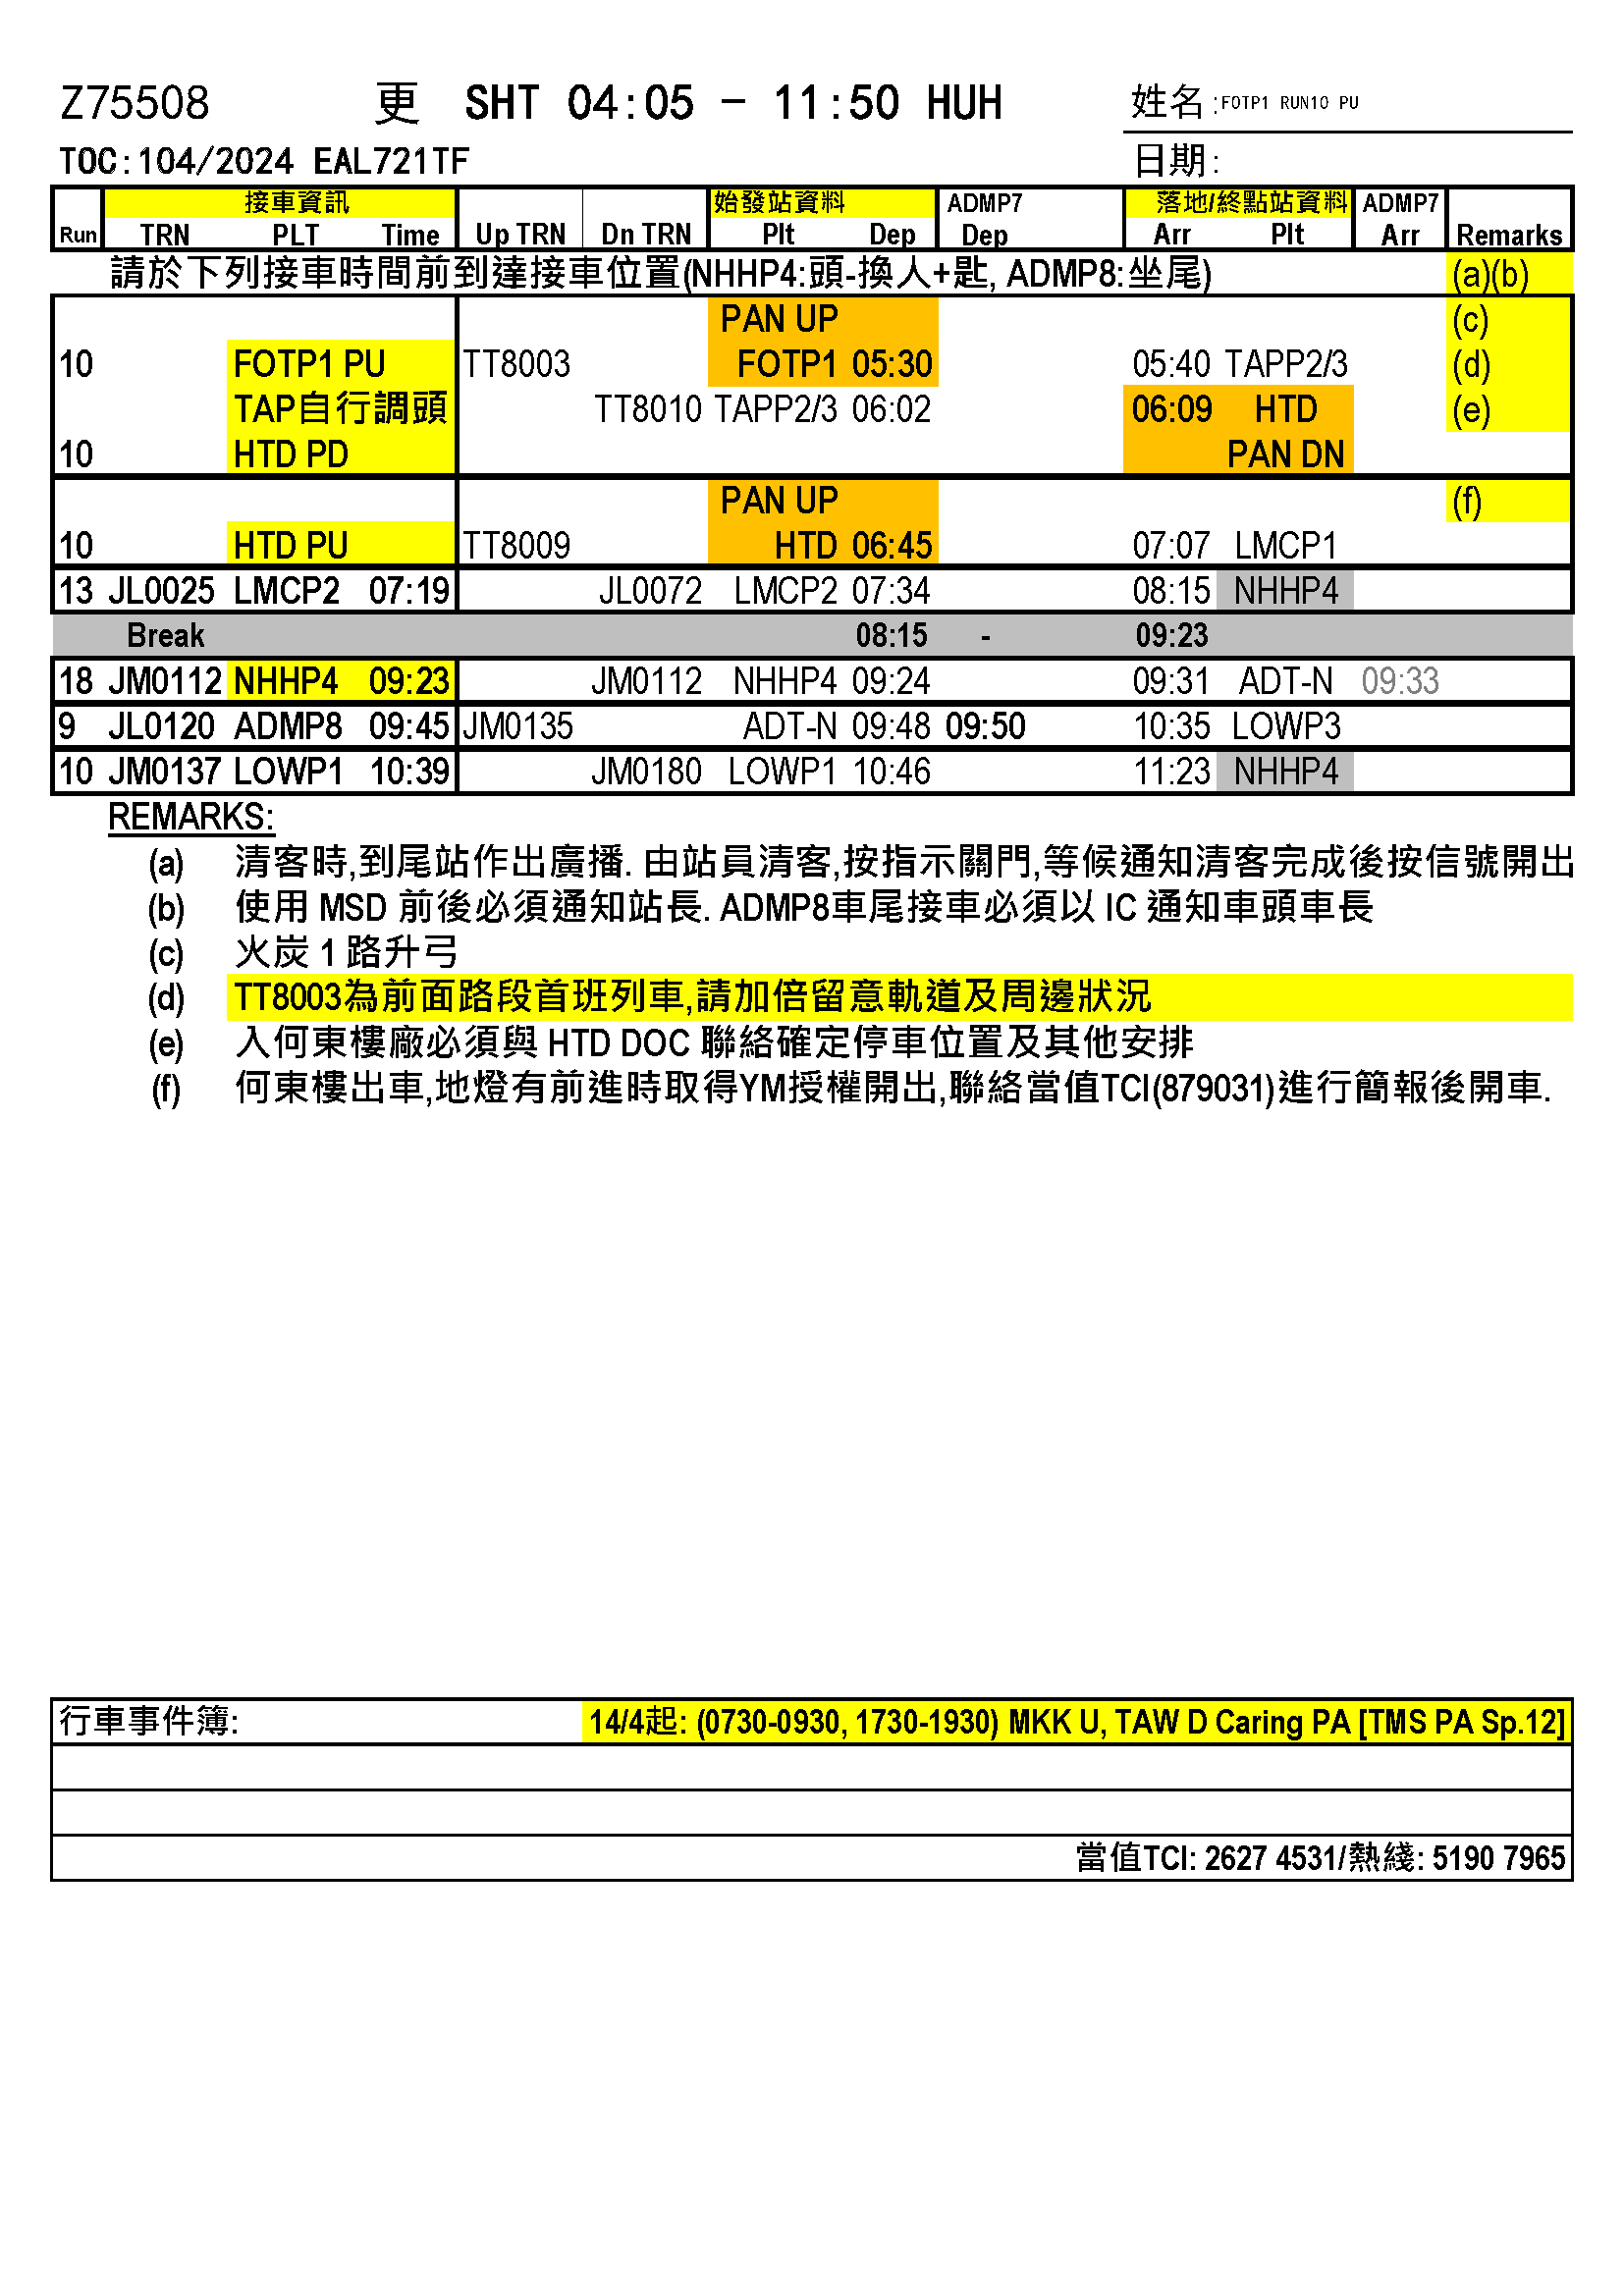 Z75508 更 SHT 04:05 - 11:50 HUH 姓名:FOTP1 RUN10 PU
TOC:104/2024 EAL721TF 日期:
接車資訊 始發站資料 ADMP7 落地/終點站資料 ADMP7
Run TRN PLT Time Up TRN Dn TRN Plt Dep Dep Arr Plt Arr Remarks
請於下列接車時間前到達接車位置(NHHP4:頭-換人+匙, ADMP8:坐尾) (a)(b)
PAN UP (c)
10 FOTP1 PU TT8003 FOTP1 05:30 05:40 TAPP2/3 (d)
TAP自行調頭 TT8010 TAPP2/3 06:02 06:09 HTD (e)
10 HTD PD PAN DN
PAN UP (f)
10 HTD PU TT8009 HTD 06:45 07:07 LMCP1
13 JL0025 LMCP2 07:19 JL0072 LMCP2 07:34 08:15 NHHP4
Break 08:15 - 09:23
18 JM0112 NHHP4 09:23 JM0112 NHHP4 09:24 09:31 ADT-N 09:33
9 JL0120 ADMP8 09:45 JM0135 ADT-N 09:48 09:50 10:35 LOWP3
10 JM0137 LOWP1 10:39 JM0180 LOWP1 10:46 11:23 NHHP4
REMARKS:
(a) 清客時,到尾站作出廣播. 由站員清客,按指示關門,等候通知清客完成後按信號開出
(b) 使用 MSD 前後必須通知站長. ADMP8車尾接車必須以 IC 通知車頭車長
(c) 火炭 1 路升弓
(d) TT8003為前面路段首班列車,請加倍留意軌道及周邊狀況
(e) 入何東樓廠必須與 HTD DOC 聯絡確定停車位置及其他安排
(f) 何東樓出車,地燈有前進時取得YM授權開出,聯絡當值TCI(879031)進行簡報後開車.
行車事件簿: 14/4起: (0730-0930, 1730-1930) MKK U, TAW D Caring PA [TMS PA Sp.12]
當值TCI: 2627 4531/熱綫: 5190 7965